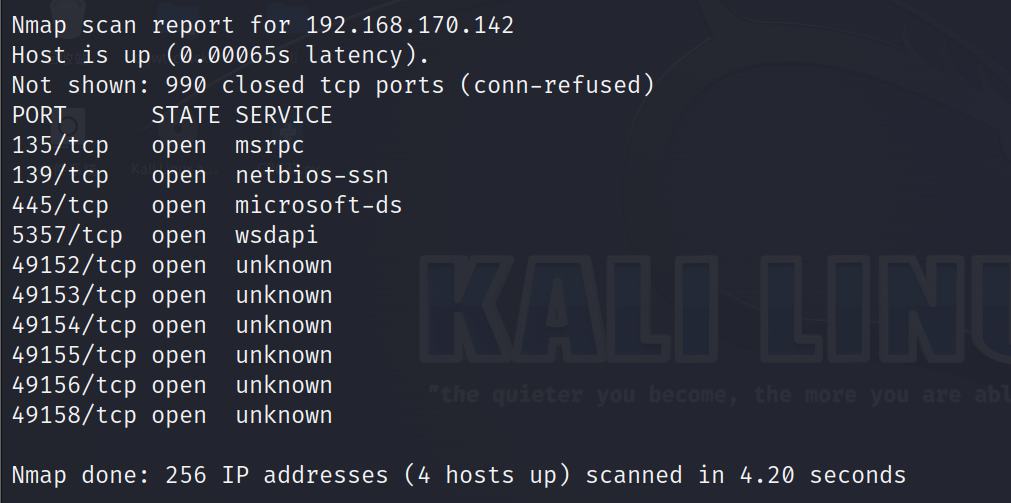 Nmap scan report for 192.168.170.142
Host is up (0.00065s latency).
Not shown: 990 closed tcp ports (conn-refused)
PORT      STATE SERVICE
135/tcp   open  msrpc
139/tcp   open  netbios-ssn
445/tcp   open  microsoft-ds
5357/tcp  open  wsdapi
49152/tcp open  unknown
49153/tcp open  unknown
49154/tcp open  unknown
49155/tcp open  unknown
49156/tcp open  unknown
49158/tcp open  unknown
KALI LINU
"the quieter you become, the more you are abl
Nmap done: 256 IP addresses (4 hosts up) scanned in 4.20 seconds